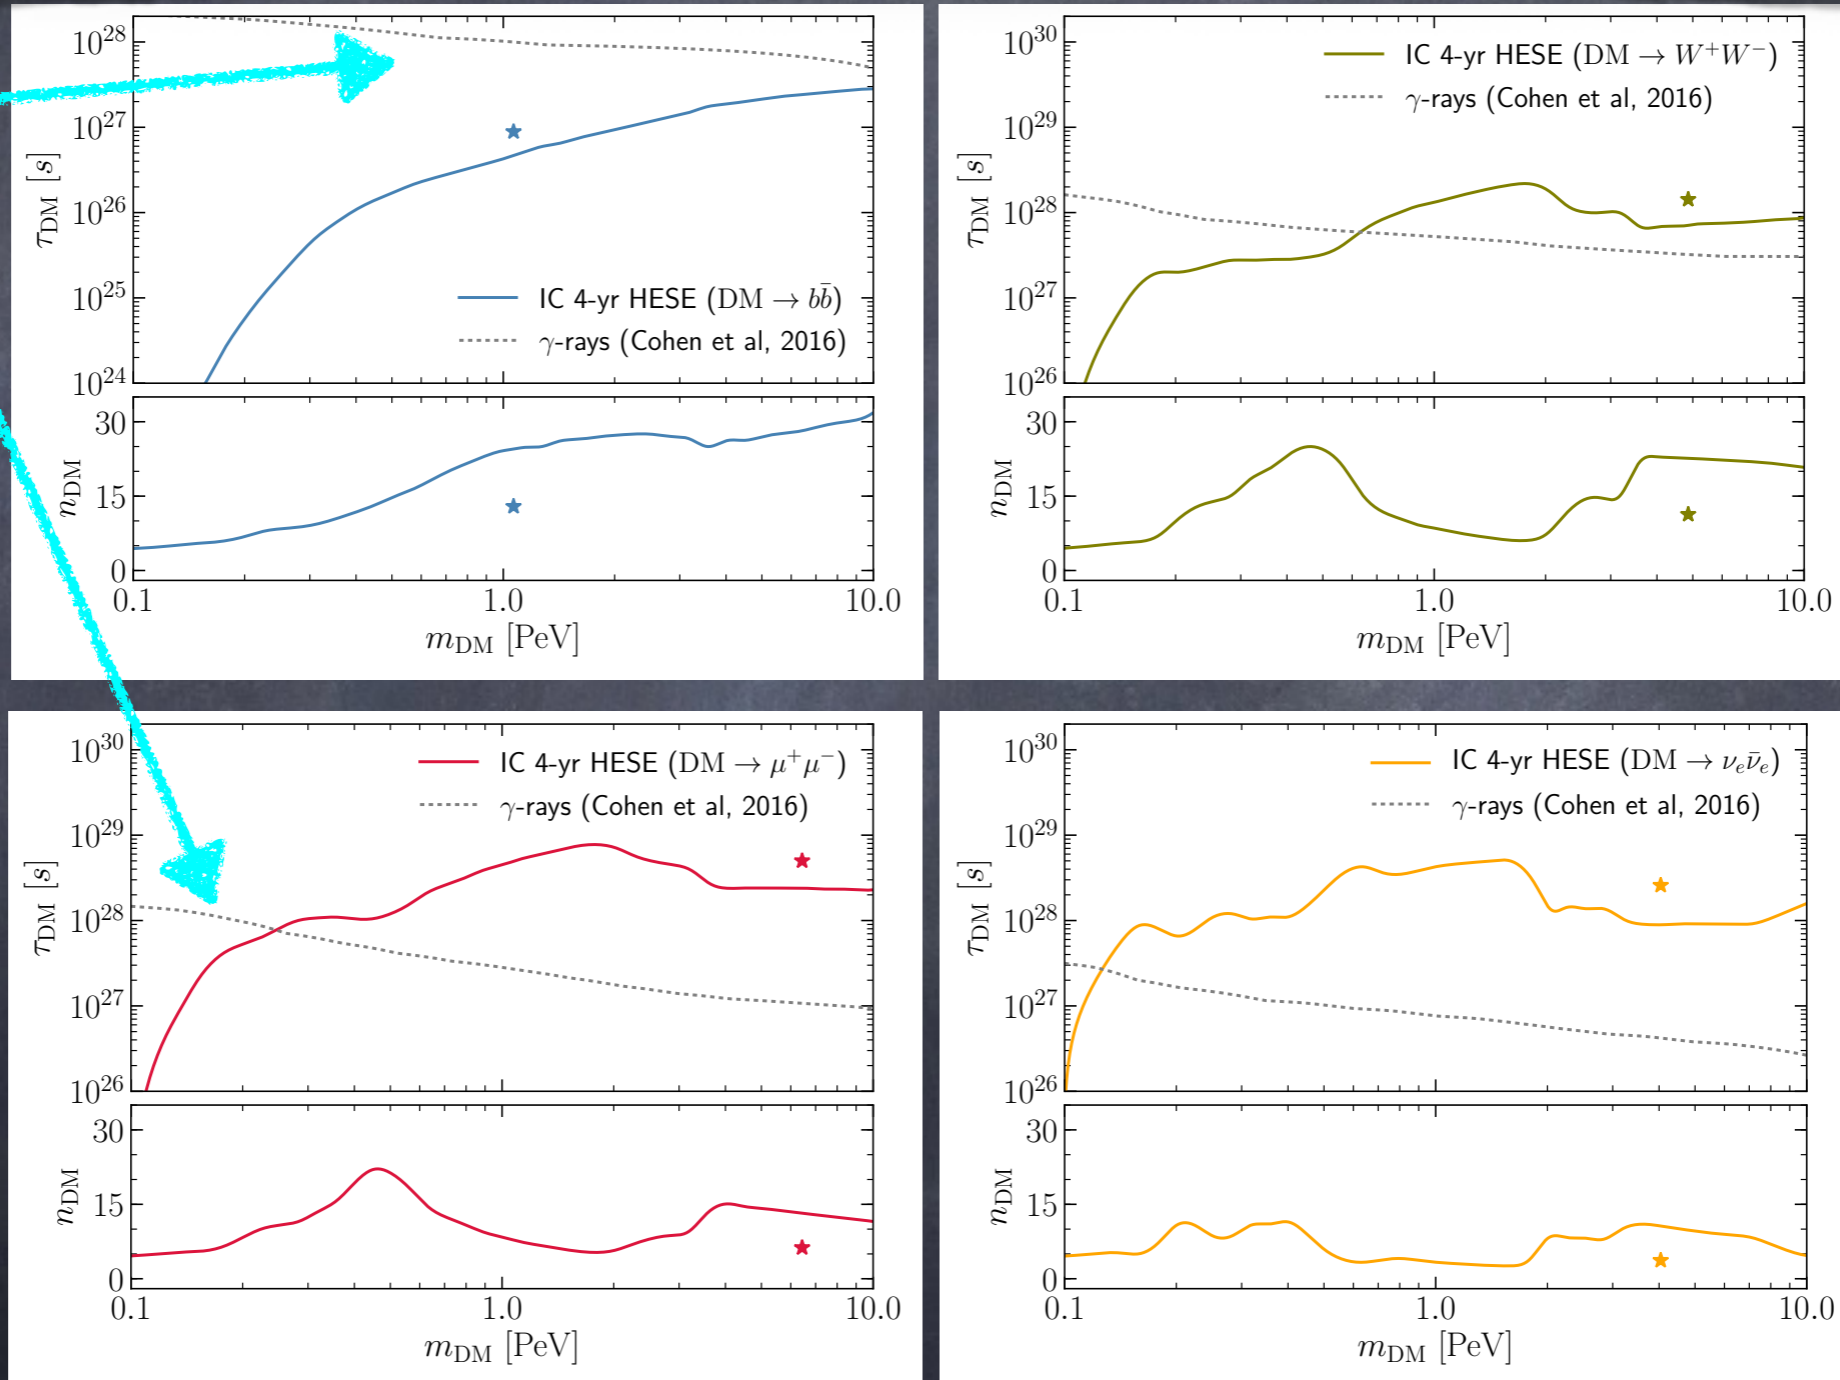 10^28
10^27
10^26
10^25
10^24
τ_DM [s]
IC 4-yr HESE (DM → b b̄)
γ-rays (Cohen et al, 2016)
30
15
0
n_DM
0.1 1.0 10.0
m_DM [PeV]
10^30
10^29
10^28
10^27
10^26
τ_DM [s]
IC 4-yr HESE (DM → W⁺W⁻)
γ-rays (Cohen et al, 2016)
30
15
0
n_DM
0.1 1.0 10.0
m_DM [PeV]
10^30
10^29
10^28
10^27
10^26
τ_DM [s]
IC 4-yr HESE (DM → μ⁺μ⁻)
γ-rays (Cohen et al, 2016)
30
15
0
n_DM
0.1 1.0 10.0
m_DM [PeV]
10^30
10^29
10^28
10^27
10^26
τ_DM [s]
IC 4-yr HESE (DM → ν_e ν̄_e)
γ-rays (Cohen et al, 2016)
30
15
0
n_DM
0.1 1.0 10.0
m_DM [PeV]